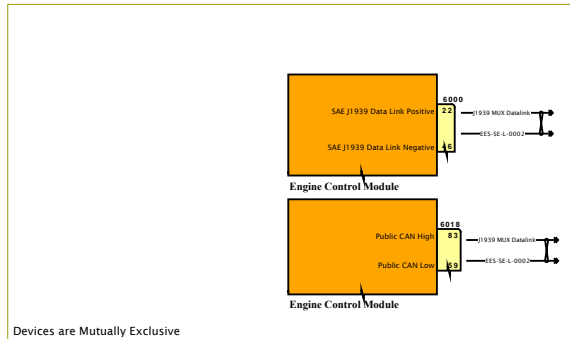 6000
SAE J1939 Data Link Positive 22 J1939 MUX Datalink
EES-SE-L-0002
SAE J1939 Data Link Negative 46
Engine Control Module
6018
Public CAN High 83 J1939 MUX Datalink
Public CAN Low 59 EES-SE-L-0002
Engine Control Module
Devices are Mutually Exclusive